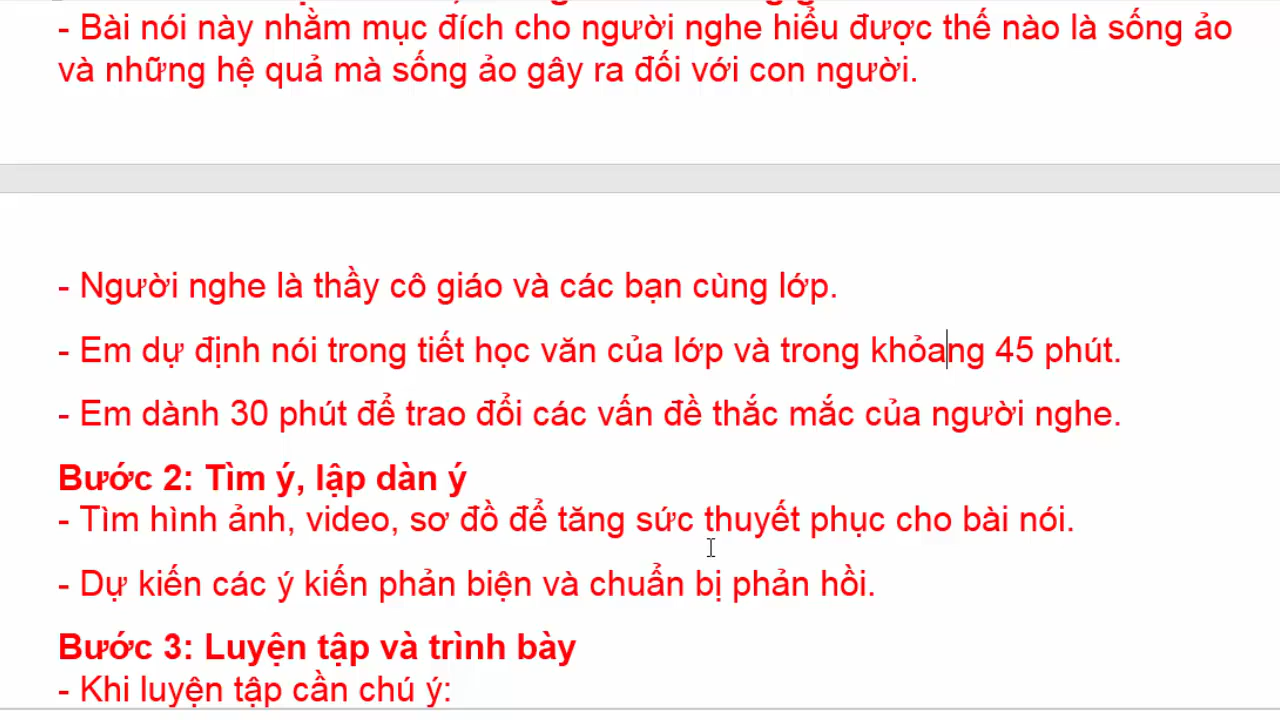 - Bài nói này nhằm mục đích cho người nghe hiểu được thế nào là sống ảo
và những hệ quả mà sống ảo gây ra đối với con người.
- Người nghe là thầy cô giáo và các bạn cùng lớp.
- Em dự định nói trong tiết học văn của lớp và trong khỏang 45 phút.
- Em dành 30 phút để trao đổi các vấn đề thắc mắc của người nghe.
Bước 2: Tìm ý, lập dàn ý
- Tìm hình ảnh, video, sơ đồ để tăng sức thuyết phục cho bài nói.
- Dự kiến các ý kiến phản biện và chuẩn bị phản hồi.
Bước 3: Luyện tập và trình bày
- Khi luyện tập cần chú ý: